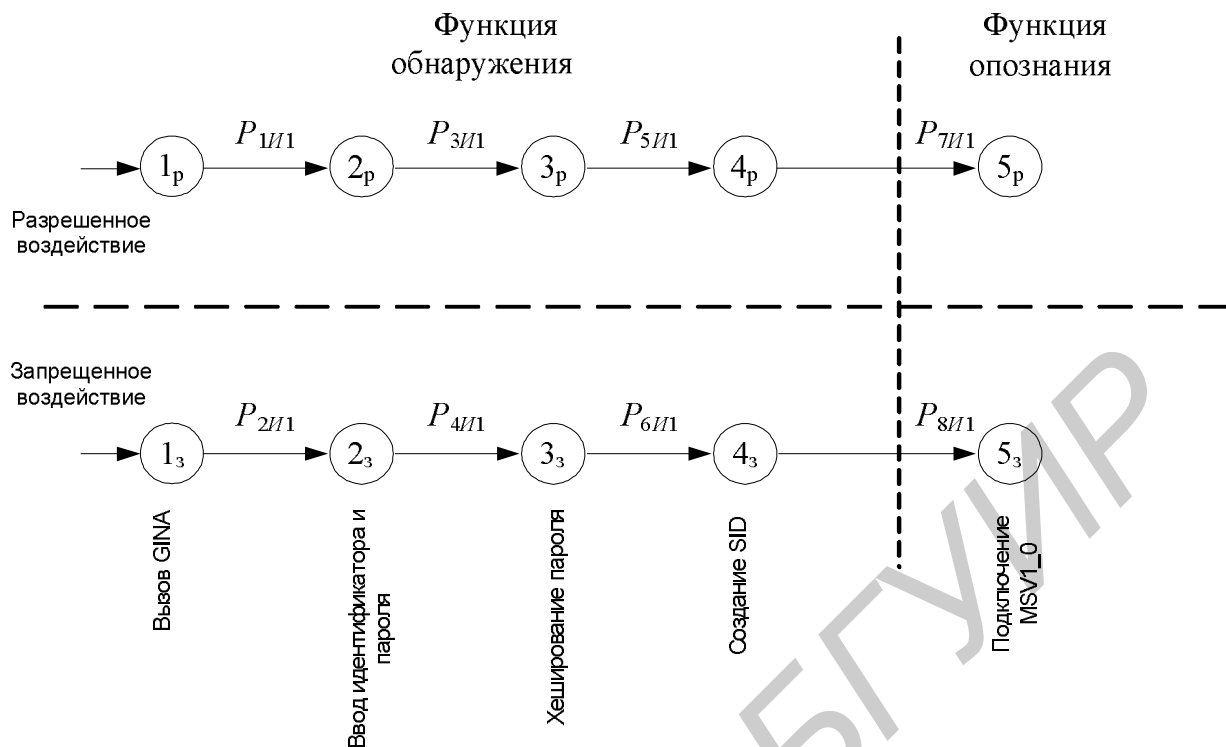 Функция
обнаружения
Функция
опознания
P1И1
P3И1
P5И1
P7И1
1р
2р
3р
4р
5р
Разрешенное
воздействие
Запрещенное
воздействие
P2И1
P4И1
P6И1
P8И1
1з
2з
3з
4з
5з
Вызов GINA
Ввод идентификатора и
пароля
Хеширование пароля
Создание SID
Подключение
MSV1_0
БГУИР